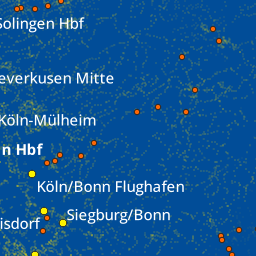 Solingen Hbf
everkusen Mitte
Köln-Mülheim
n Hbf
Köln/Bonn Flughafen
Siegburg/Bonn
isdorf